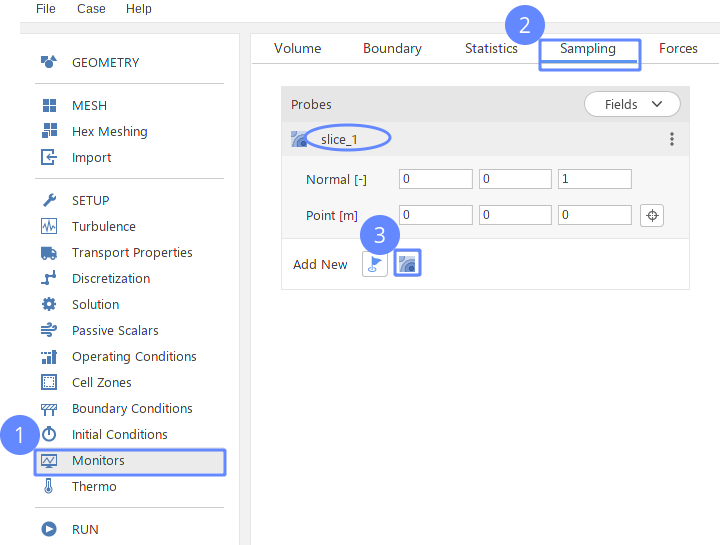 File Case Help
2
Volume Boundary Statistics Sampling Forces
GEOMETRY
MESH
Hex Meshing
Import
SETUP
Turbulence
Transport Properties
Discretization
Solution
Passive Scalars
Operating Conditions
Cell Zones
Boundary Conditions
1
Initial Conditions
Monitors
Thermo
RUN
Probes Fields
slice_1
Normal [-] 0 0 1
Point [m] 0 0 0
3
Add New